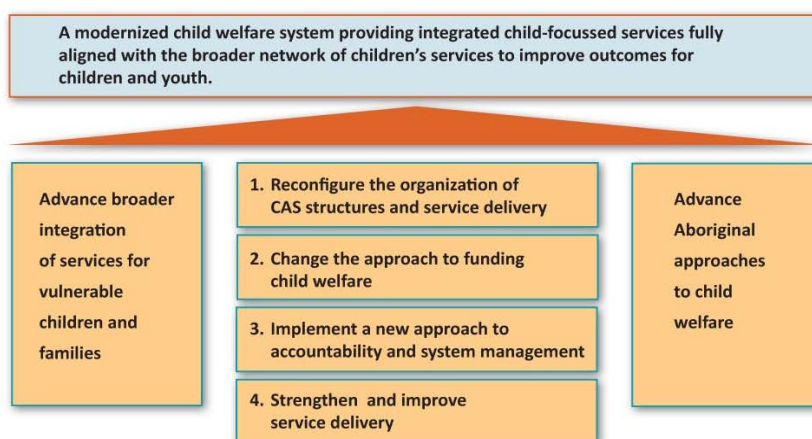 A modernized child welfare system providing integrated child-focussed services fully
aligned with the broader network of children’s services to improve outcomes for
children and youth.
Advance broader
integration
of services for
vulnerable
children and
families
1. Reconfigure the organization of
CAS structures and service delivery
2. Change the approach to funding
child welfare
3. Implement a new approach to
accountability and system management
4. Strengthen and improve
service delivery
Advance
Aboriginal
approaches
to child
welfare